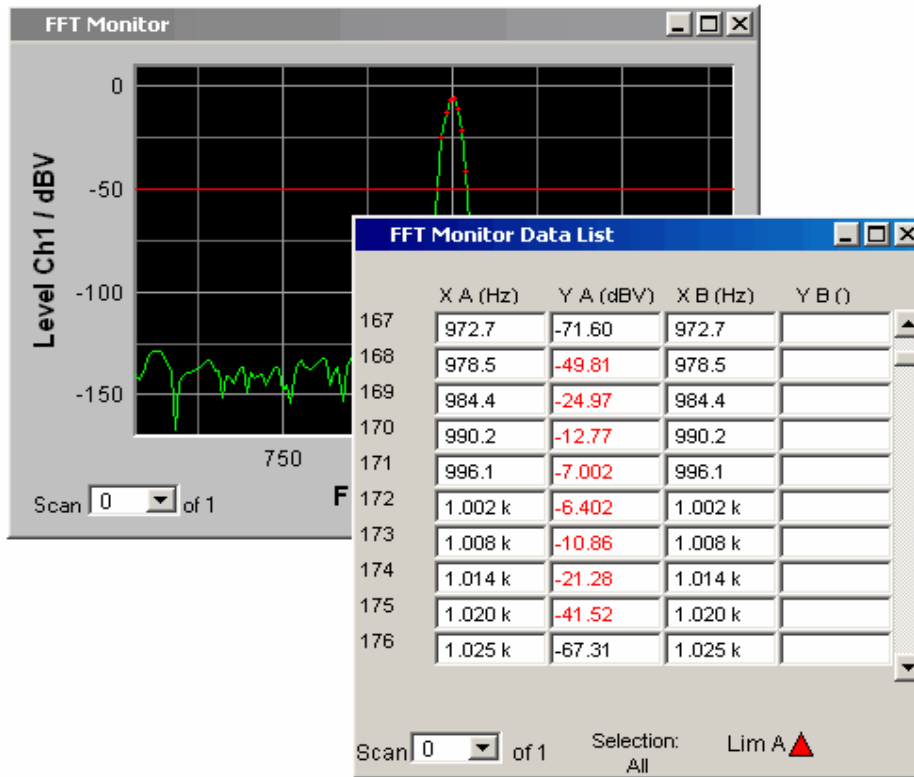 FFT Monitor
0
-50
-100
-150
Level Ch1 / dBV
750
F
Scan 0 of 1
FFT Monitor Data List
X A (Hz) Y A (dBV) X B (Hz) Y B ()
167 972.7 -71.60 972.7
168 978.5 -49.81 978.5
169 984.4 -24.97 984.4
170 990.2 -12.77 990.2
171 996.1 -7.002 996.1
172 1.002 k -6.402 1.002 k
173 1.008 k -10.86 1.008 k
174 1.014 k -21.28 1.014 k
175 1.020 k -41.52 1.020 k
176 1.025 k -67.31 1.025 k
Scan 0 of 1
Selection:
All
Lim A